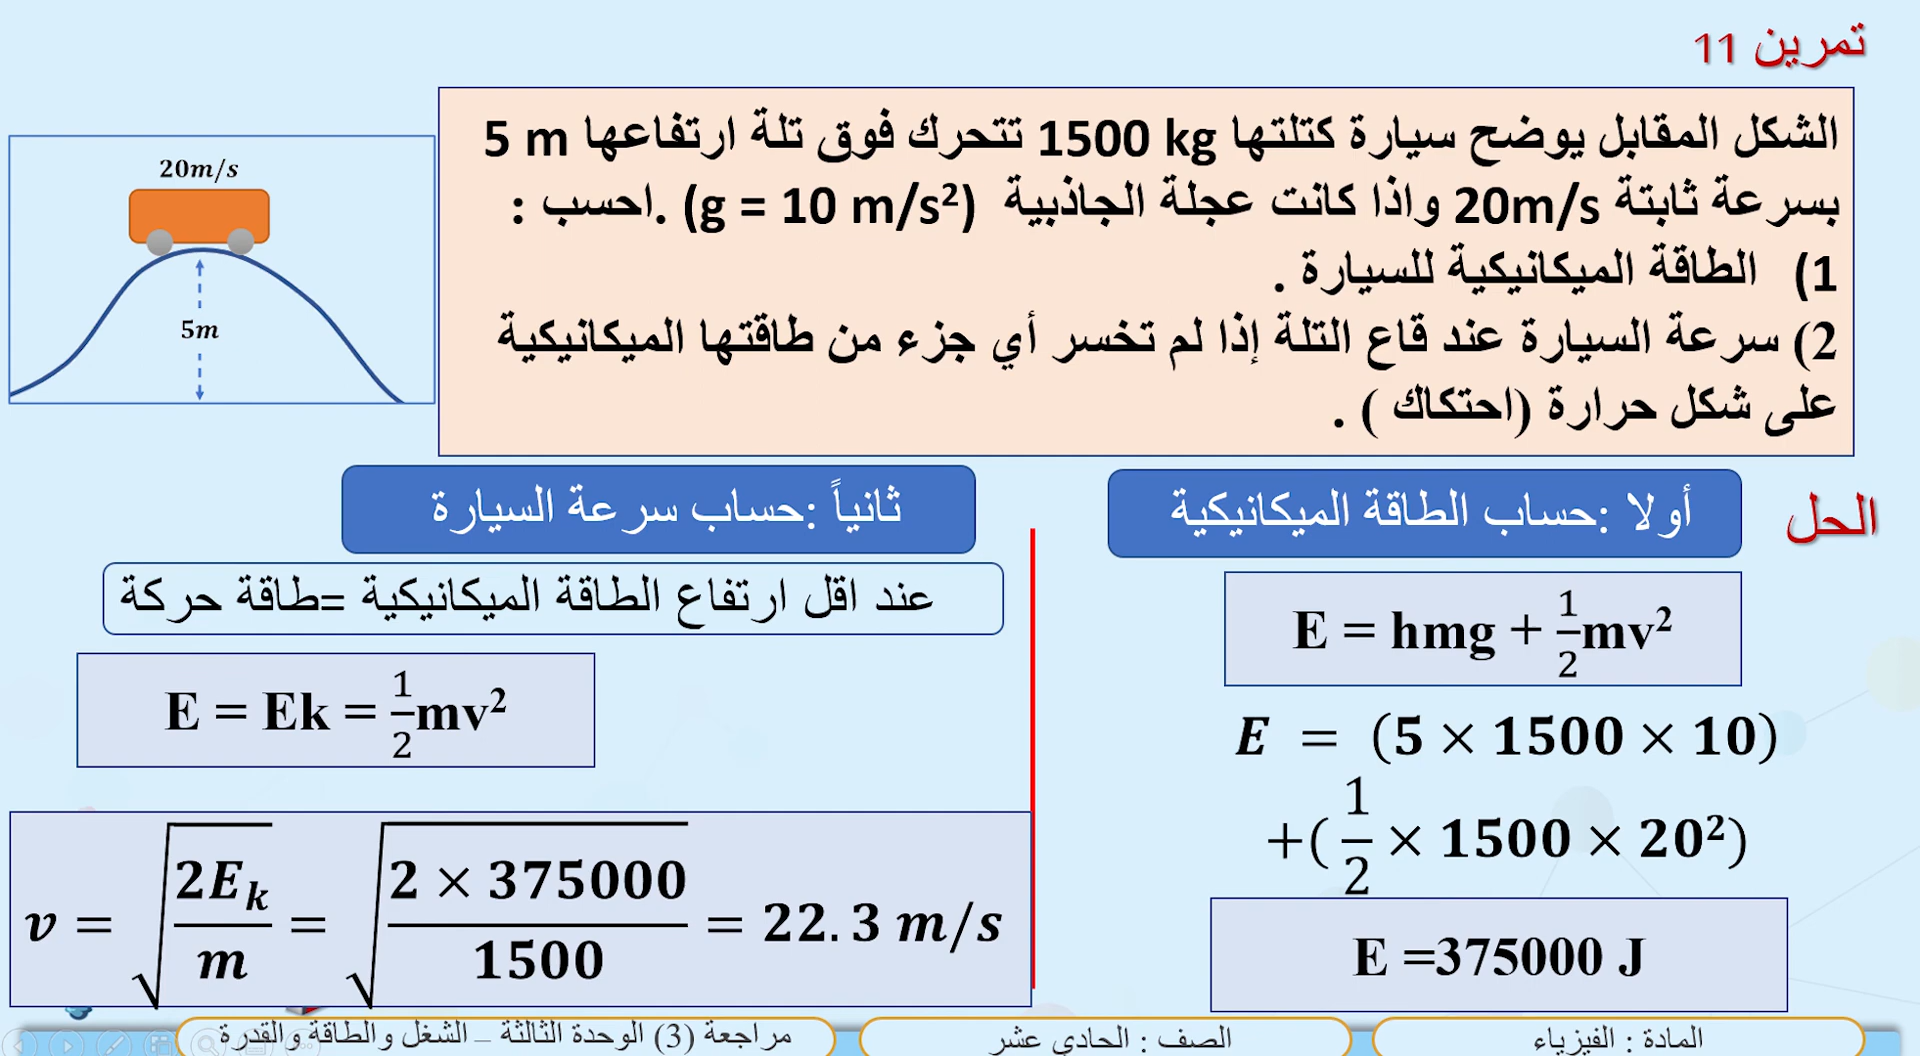 تمرين 11
الشكل المقابل يوضح سيارة كتلتها 1500 kg تتحرك فوق تلة ارتفاعها 5 m
بسرعة ثابتة 20m/s واذا كانت عجلة الجاذبية (g = 10 m/s²) .احسب :
1) الطاقة الميكانيكية للسيارة .
2) سرعة السيارة عند قاع التلة إذا لم تخسر أي جزء من طاقتها الميكانيكية
على شكل حرارة (احتكاك ) .
20m/s
5m
الحل
أولا :حساب الطاقة الميكانيكية
E = hmg + 1/2 mv²
E = (5 × 1500 × 10)
+(1/2 × 1500 × 20²)
E =375000 J
ثانياً :حساب سرعة السيارة
عند اقل ارتفاع الطاقة الميكانيكية =طاقة حركة
E = Ek = 1/2 mv²
v = √(2E_k/m) = √(2 × 375000/1500) = 22.3 m/s
المادة : الفيزياء
الصف : الحادي عشر
مراجعة (3) الوحدة الثالثة – الشغل والطاقة والقدرة